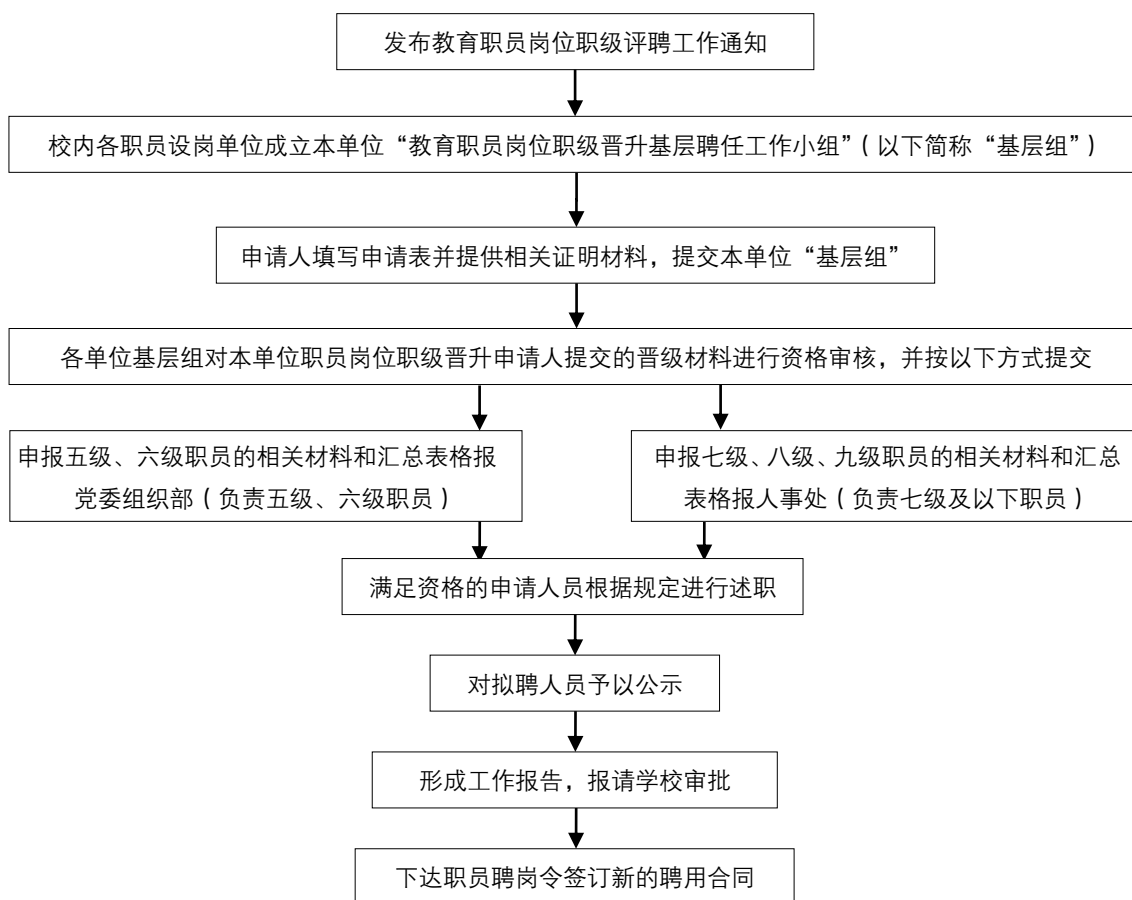 发布教育职员岗位职级评聘工作通知
校内各职员设岗单位成立本单位“教育职员岗位职级晋升基层聘任工作小组”(以下简称“基层组”)
申请人填写申请表并提供相关证明材料，提交本单位“基层组”
各单位基层组对本单位职员岗位职级晋升申请人提交的晋级材料进行资格审核，并按以下方式提交
申报五级、六级职员的相关材料和汇总表格报
党委组织部(负责五级、六级职员)
申报七级、八级、九级职员的相关材料和汇总
表格报人事处(负责七级及以下职员)
满足资格的申请人员根据规定进行述职
对拟聘人员予以公示
形成工作报告，报请学校审批
下达职员聘岗令签订新的聘用合同